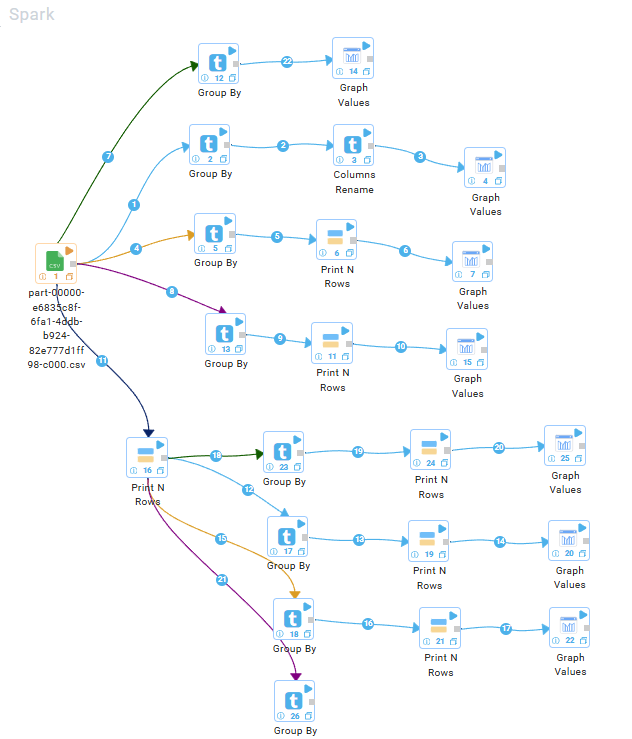 Spark
12
Group By
22
14
Graph
Values
7
2
Group By
2
3
Columns
Rename
3
4
Graph
Values
1
4
5
Group By
5
6
Print N
Rows
6
7
Graph
Values
CSV
1
part-00000-
e6835c8f-
6fa1-4ddb-
b924-
82e777d1ff
98-c000.csv
8
13
Group By
9
11
Print N
Rows
10
15
Graph
Values
11
16
Print N
Rows
18
23
Group By
19
24
Print N
Rows
20
25
Graph
Values
12
17
Group By
13
19
Print N
Rows
14
20
Graph
Values
15
18
Group By
16
21
Print N
Rows
17
22
Graph
Values
21
26
Group By